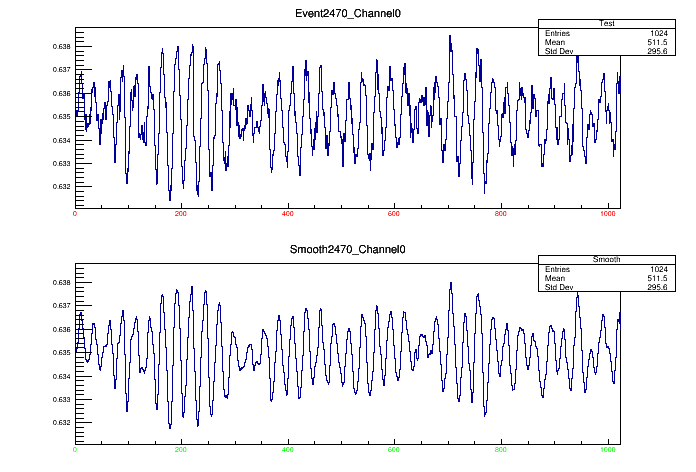 Event2470_Channel0
Test
Entries 1024
Mean 511.5
Std Dev 295.6
0.638
0.637
0.636
0.635
0.634
0.633
0.632
0 200 400 600 800 1000
Smooth2470_Channel0
Smooth
Entries 1024
Mean 511.5
Std Dev 295.6
0.638
0.637
0.636
0.635
0.634
0.633
0.632
0 200 400 600 800 1000